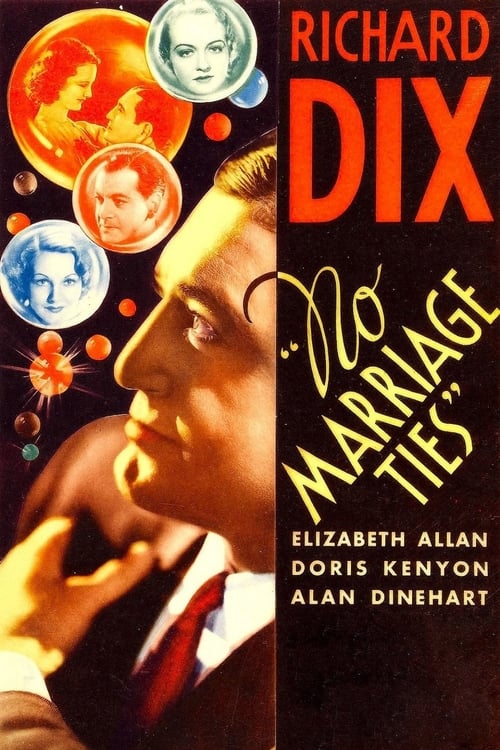 RICHARD
DIX
"NO
MARRIAGE
TIES"
ELIZABETH ALLAN
DORIS KENYON
ALAN DINEHART